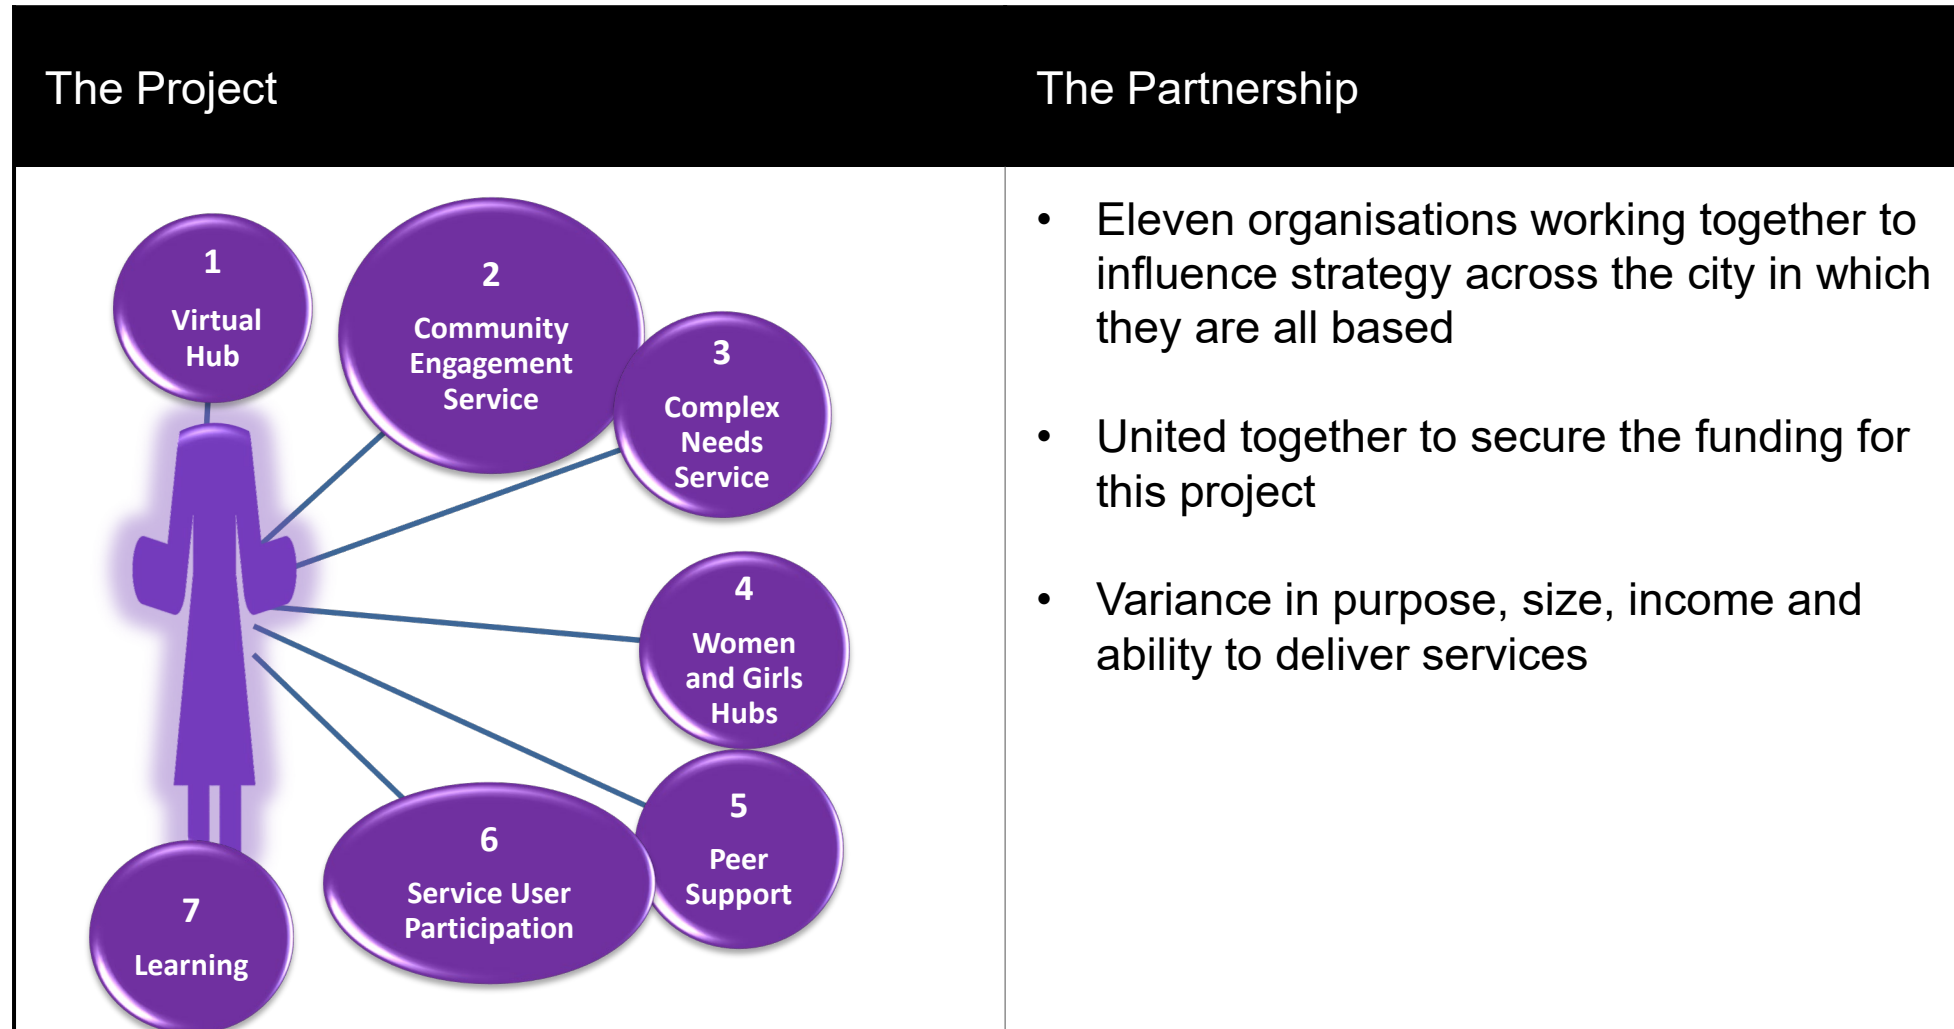 The Project
The Partnership
1
Virtual
Hub
2
Community
Engagement
Service
3
Complex
Needs
Service
4
Women
and Girls
Hubs
5
Peer
Support
6
Service User
Participation
7
Learning
• Eleven organisations working together to
influence strategy across the city in which
they are all based
• United together to secure the funding for
this project
• Variance in purpose, size, income and
ability to deliver services